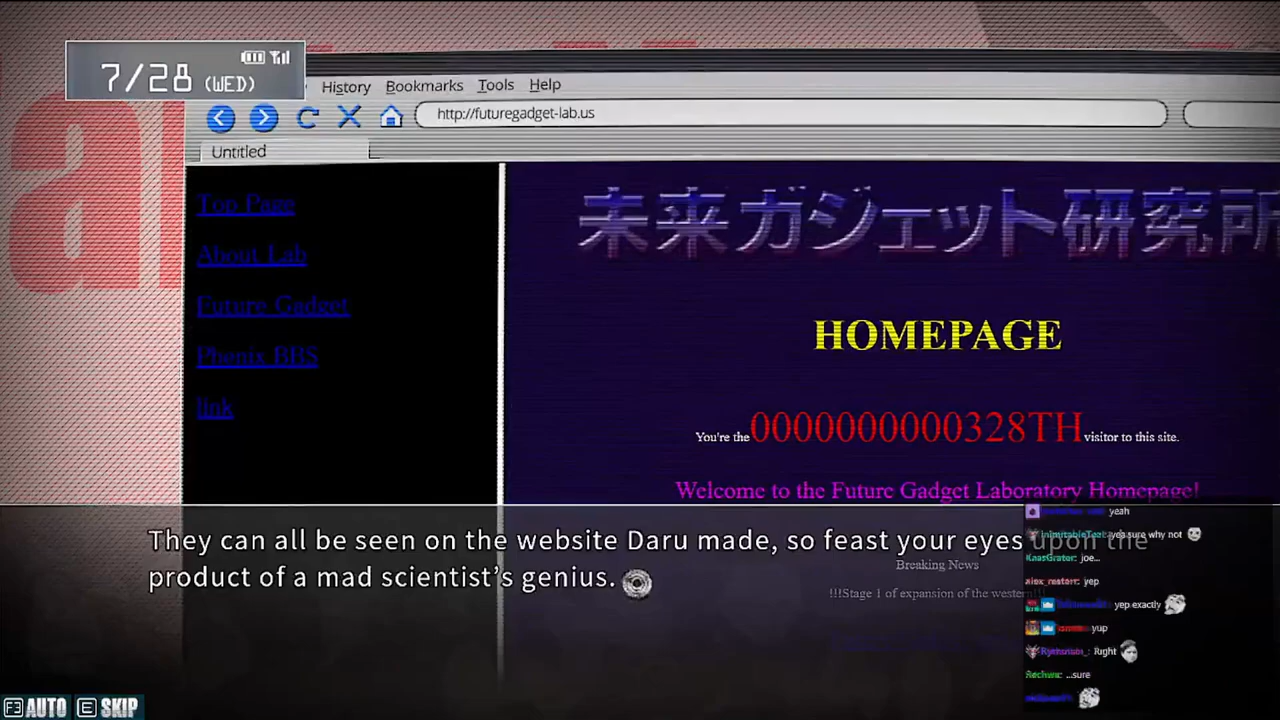 7/28 (WED)
History Bookmarks Tools Help
http://futuregadget-lab.us
Untitled
Top Page
About Lab
Future Gadget
Phenix BBS
link
未来ガジェット研究所
HOMEPAGE
You're the 0000000000328TH visitor to this site.
Welcome to the Future Gadget Laboratory Homepage!
Breaking News
!!!Stage 1 of expansion of the western!!!
They can all be seen on the website Daru made, so feast your eyes upon the
product of a mad scientist's genius.
yeah
yea sure why not
KaasGrater: joe...
yep
yep exactly
yup
Right
...sure
F3 AUTO E SKIP